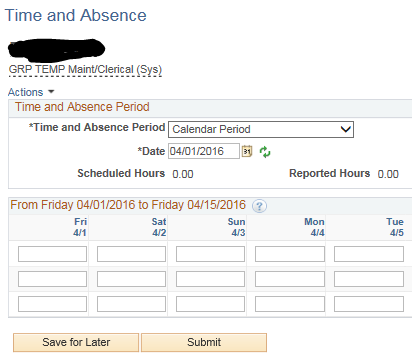 Time and Absence
GRP TEMP Maint/Clerical (Sys)
Actions
Time and Absence Period
*Time and Absence Period Calendar Period
*Date 04/01/2016 31
Scheduled Hours 0.00 Reported Hours 0.00
From Friday 04/01/2016 to Friday 04/15/2016 ?
Fri Sat Sun Mon Tue
4/1 4/2 4/3 4/4 4/5
Save for Later Submit